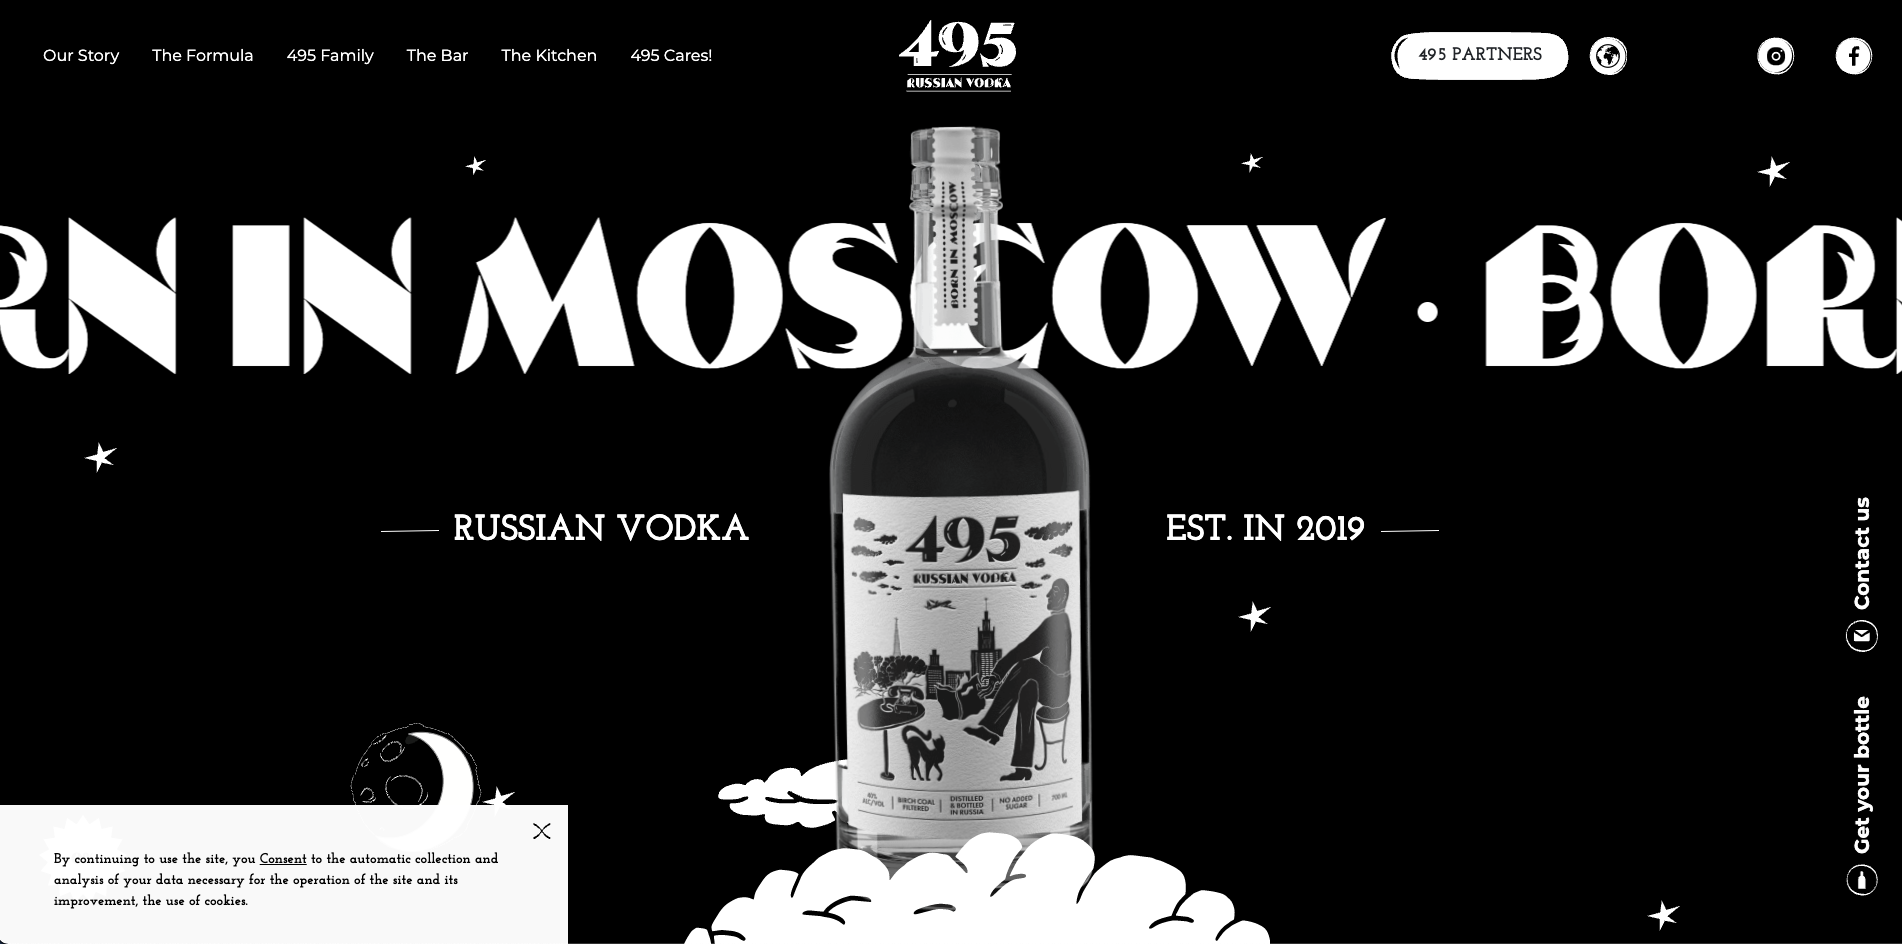 Our Story
The Formula
495 Family
The Bar
The Kitchen
495 Cares!
495
RUSSIAN VODKA
495 PARTNERS
BORN IN MOSCOW
RN IN MOSCOW · BOR
RUSSIAN VODKA
EST. IN 2019
495
RUSSIAN VODKA
40%
ALC/VOL
BIRCH COAL
FILTERED
DISTILLED
& BOTTLED
IN RUSSIA
NO ADDED
SUGAR
700 ML
Contact us
Get your bottle
By continuing to use the site, you Consent to the automatic collection and
analysis of your data necessary for the operation of the site and its
improvement, the use of cookies.